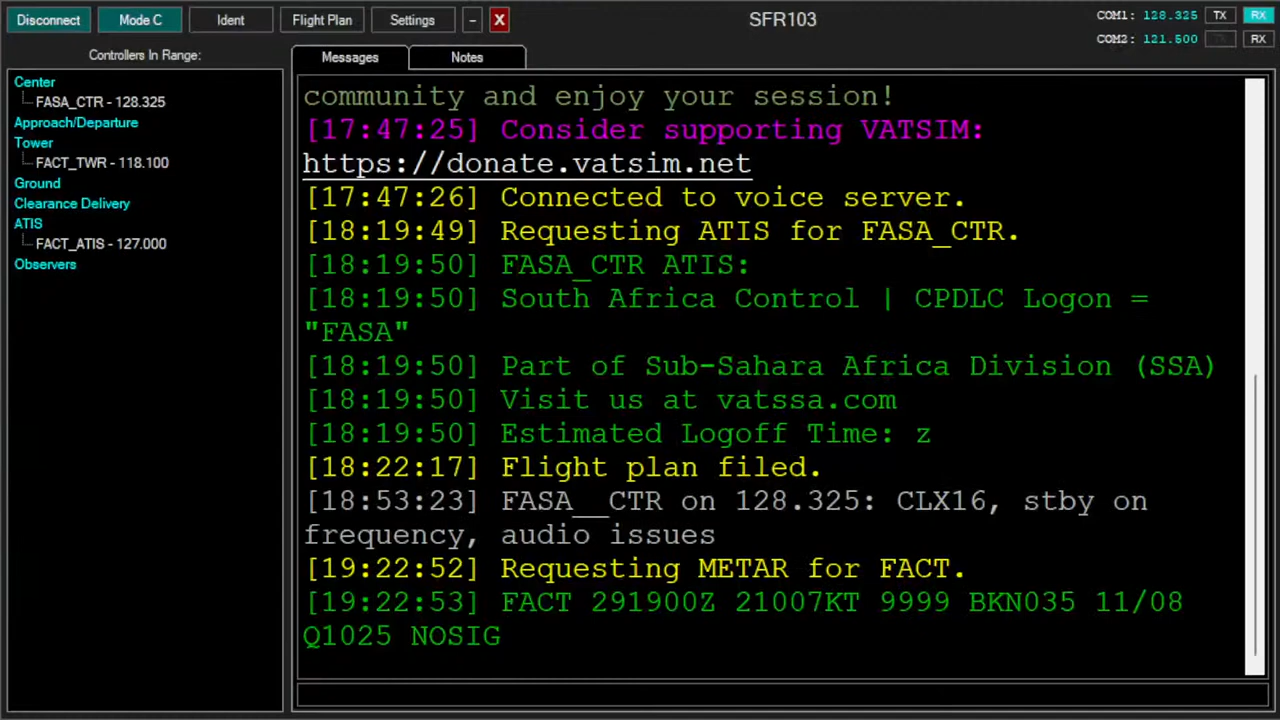 Disconnect
Mode C
Ident
Flight Plan
Settings
–
X
SFR103
COM1: 128.325 TX RX
COM2: 121.500 TX RX
Controllers In Range:
Center
FASA_CTR - 128.325
Approach/Departure
Tower
FACT_TWR - 118.100
Ground
Clearance Delivery
ATIS
FACT_ATIS - 127.000
Observers
Messages
Notes
community and enjoy your session!
[17:47:25] Consider supporting VATSIM:
https://donate.vatsim.net
[17:47:26] Connected to voice server.
[18:19:49] Requesting ATIS for FASA_CTR.
[18:19:50] FASA_CTR ATIS:
[18:19:50] South Africa Control | CPDLC Logon =
"FASA"
[18:19:50] Part of Sub-Sahara Africa Division (SSA)
[18:19:50] Visit us at vatssa.com
[18:19:50] Estimated Logoff Time: z
[18:22:17] Flight plan filed.
[18:53:23] FASA__CTR on 128.325: CLX16, stby on
frequency, audio issues
[19:22:52] Requesting METAR for FACT.
[19:22:53] FACT 291900Z 21007KT 9999 BKN035 11/08
Q1025 NOSIG